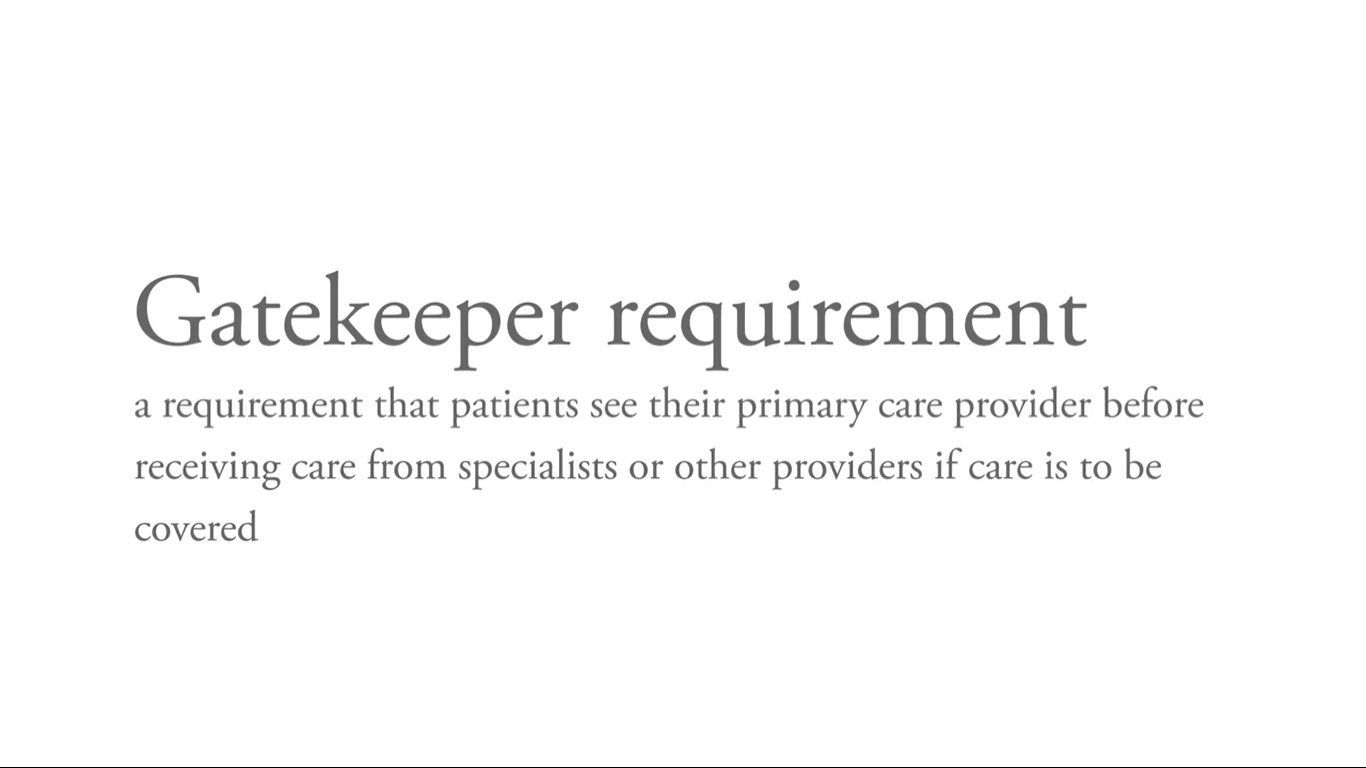 Gatekeeper requirement
a requirement that patients see their primary care provider before
receiving care from specialists or other providers if care is to be
covered